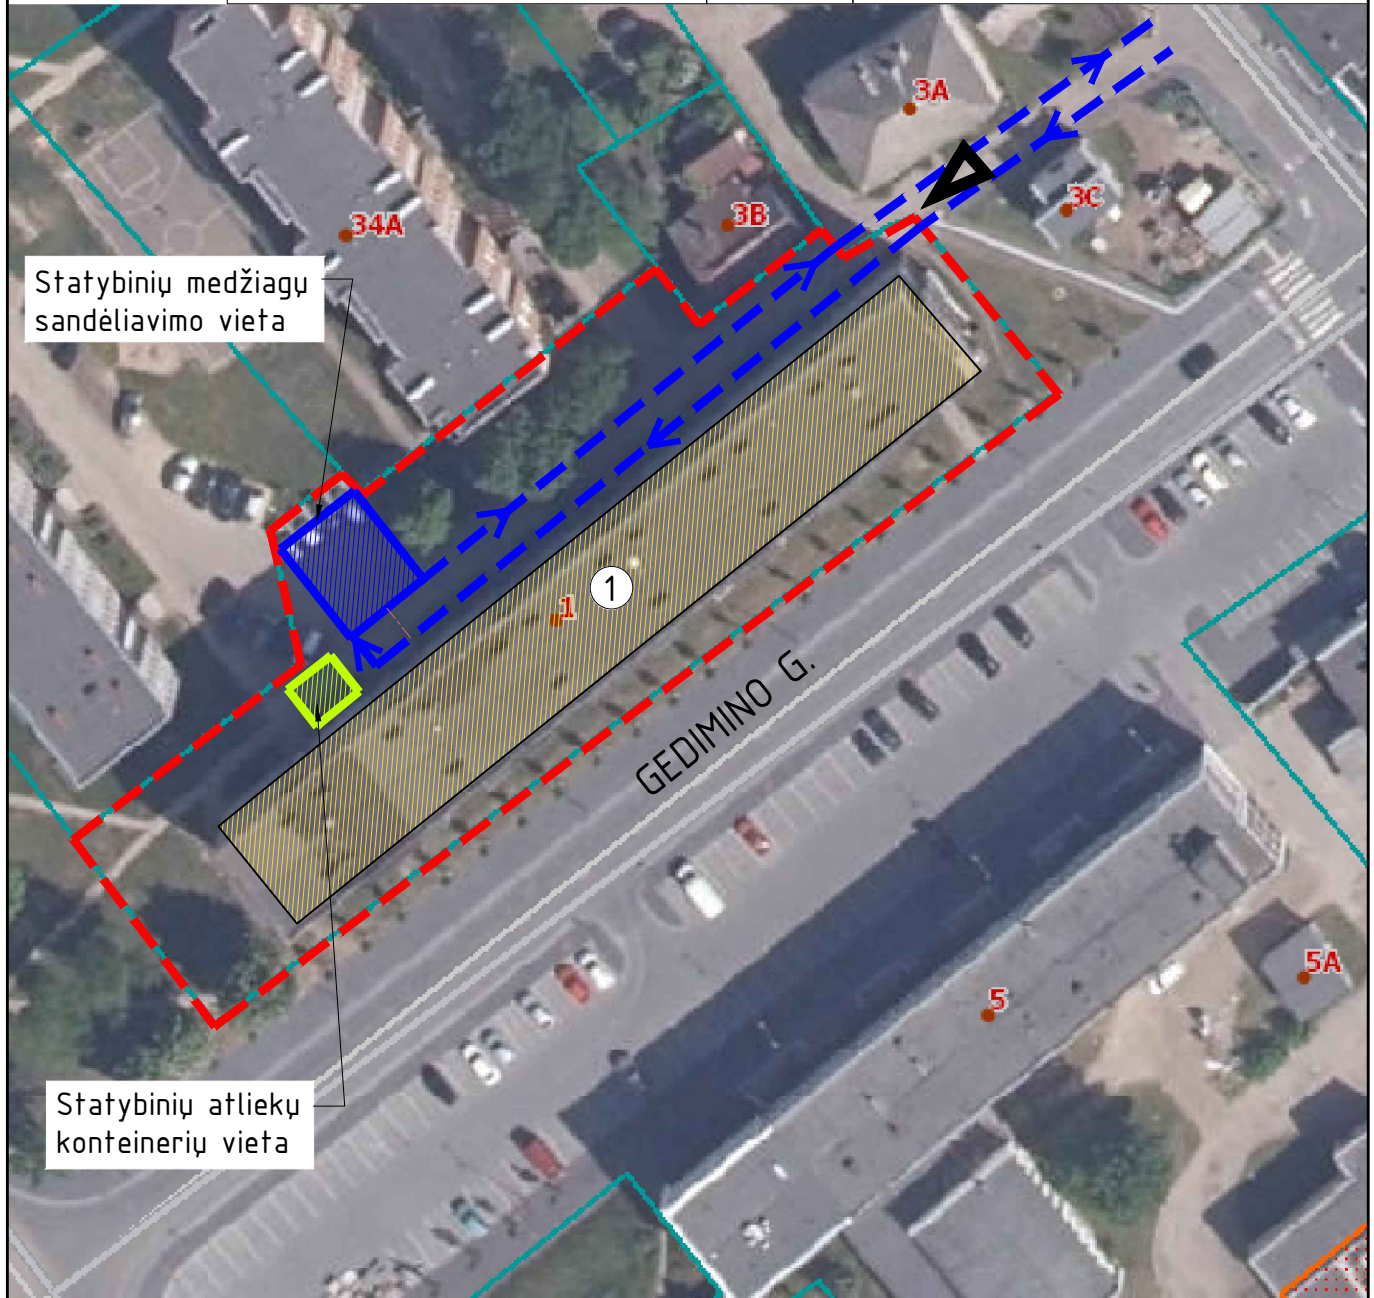 3A
3B
3C
34A
Statybinių medžiagų
sandėliavimo vieta
1
1
GEDIMINO G.
5A
5
Statybinių atliekų
konteinerių vieta